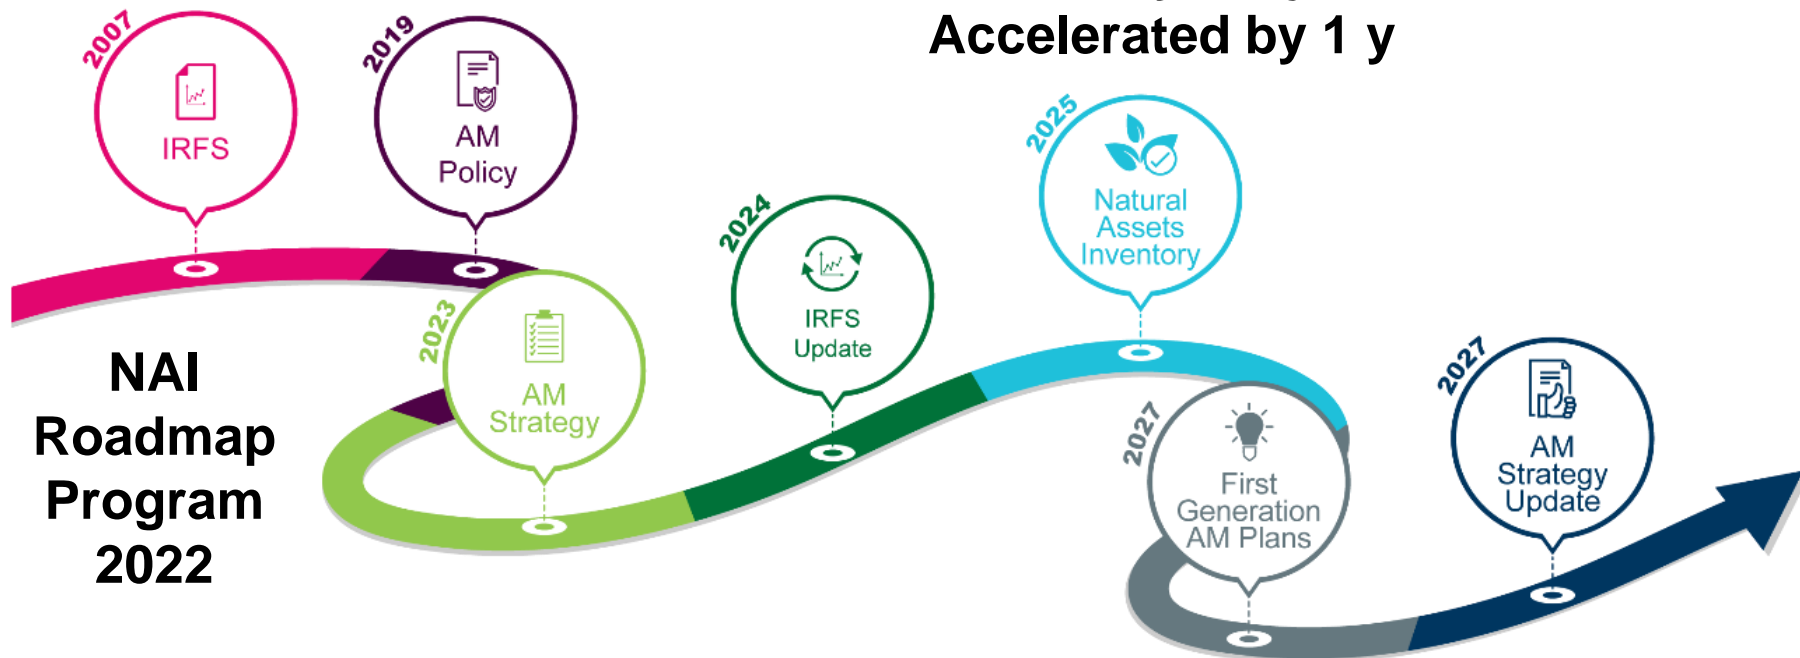 Accelerated by 1 y
2007
IRFS
2019
AM
Policy
2023
AM
Strategy
2024
IRFS
Update
2025
Natural
Assets
Inventory
2027
First
Generation
AM Plans
2027
AM
Strategy
Update
NAI
Roadmap
Program
2022